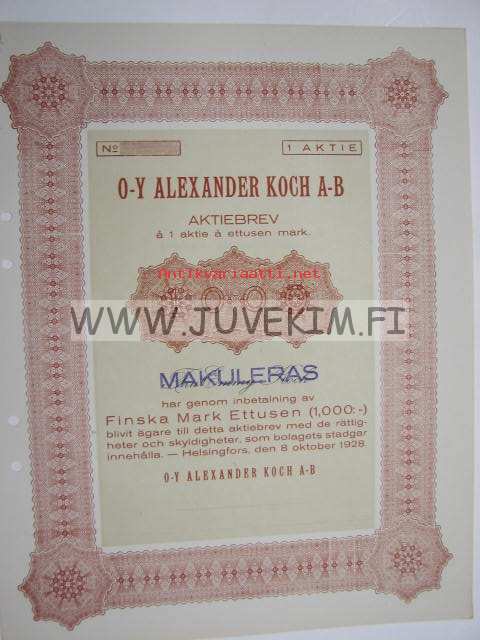 No
1 AKTIE
O-Y ALEXANDER KOCH A-B
AKTIEBREV
à 1 aktie à ettusen mark.
Antikvariaatti.net
WWW.JUVEKIM.FI
MAKULERAS
har genom inbetalning av
Finska Mark Ettusen (1,000:-)
blivit ägare till detta aktiebrev med de rättig-
heter och skyldigheter, som bolagets stadgar
innehålla. — Helsingfors, den 8 oktober 1928.
O-Y ALEXANDER KOCH A-B